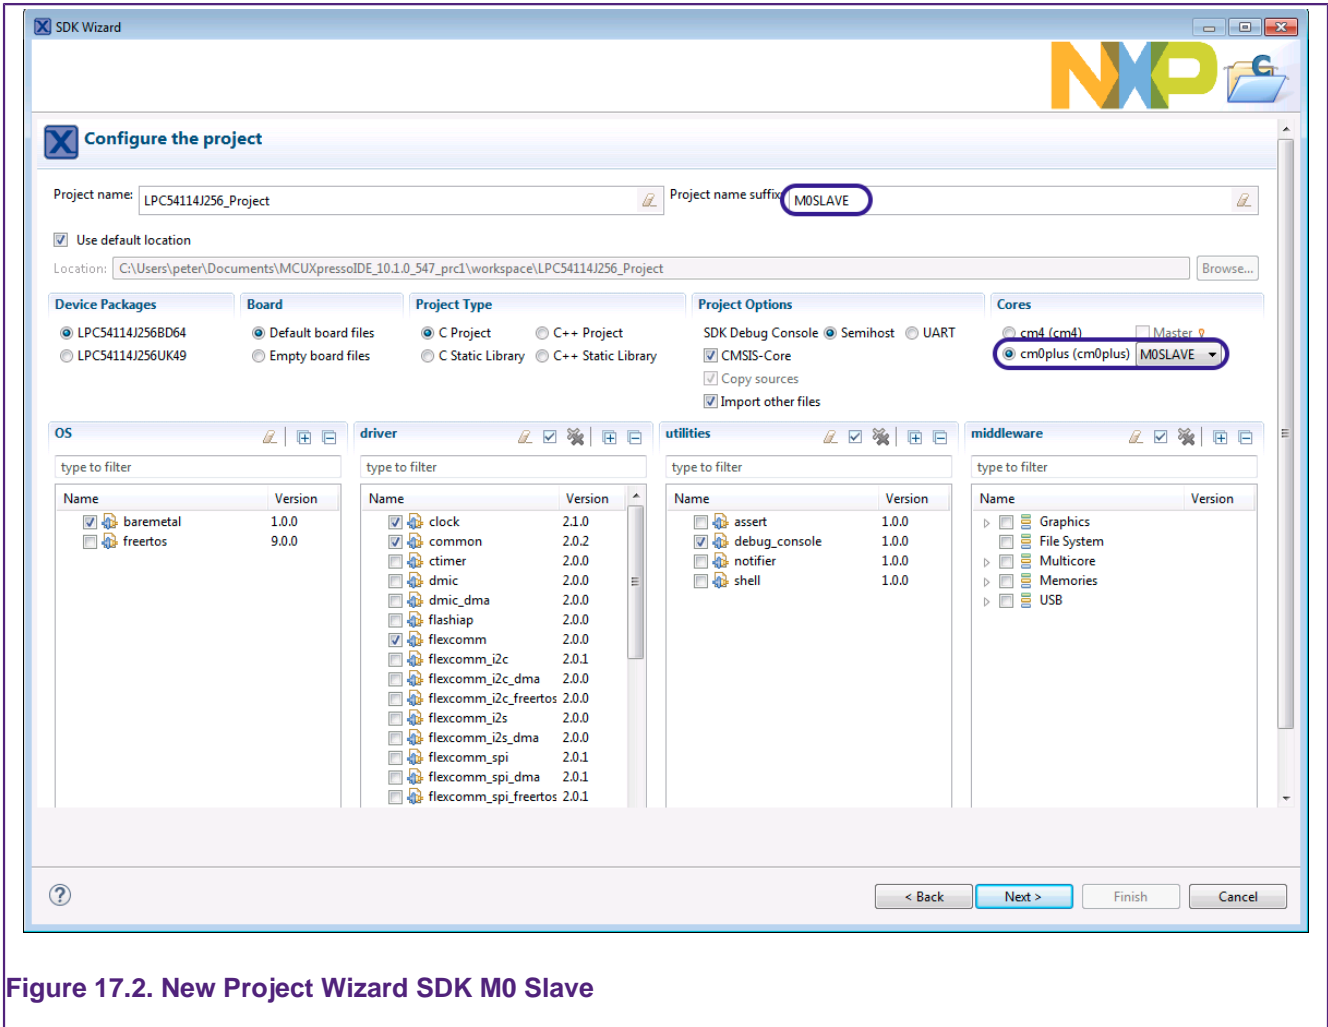 SDK Wizard
NXP
C
Configure the project
Project name: LPC54114J256_Project Project name suffix: M0SLAVE
Use default location
Location: C:\Users\peter\Documents\MCUXpressoIDE_10.1.0_547_prc1\workspace\LPC54114J256_Project Browse...
Device Packages Board Project Type Project Options Cores
LPC54114J256BD64 Default board files C Project C++ Project SDK Debug Console Semihost UART cm4 (cm4) Master
LPC54114J256UK49 Empty board files C Static Library C++ Static Library CMSIS-Core cm0plus (cm0plus) M0SLAVE
Copy sources
Import other files
OS driver utilities middleware
type to filter type to filter type to filter type to filter
Name Version Name Version Name Version Name Version
baremetal 1.0.0 clock 2.1.0 assert 1.0.0 Graphics
freertos 9.0.0 common 2.0.2 debug_console 1.0.0 File System
ctimer 2.0.0 notifier 1.0.0 Multicore
dmic 2.0.0 shell 1.0.0 Memories
dmic_dma 2.0.0 USB
flashiap 2.0.0
flexcomm 2.0.0
flexcomm_i2c 2.0.1
flexcomm_i2c_dma 2.0.0
flexcomm_i2c_freertos 2.0.0
flexcomm_i2s 2.0.0
flexcomm_i2s_dma 2.0.0
flexcomm_spi 2.0.1
flexcomm_spi_dma 2.0.1
flexcomm_spi_freertos 2.0.1
? < Back Next > Finish Cancel
Figure 17.2. New Project Wizard SDK M0 Slave